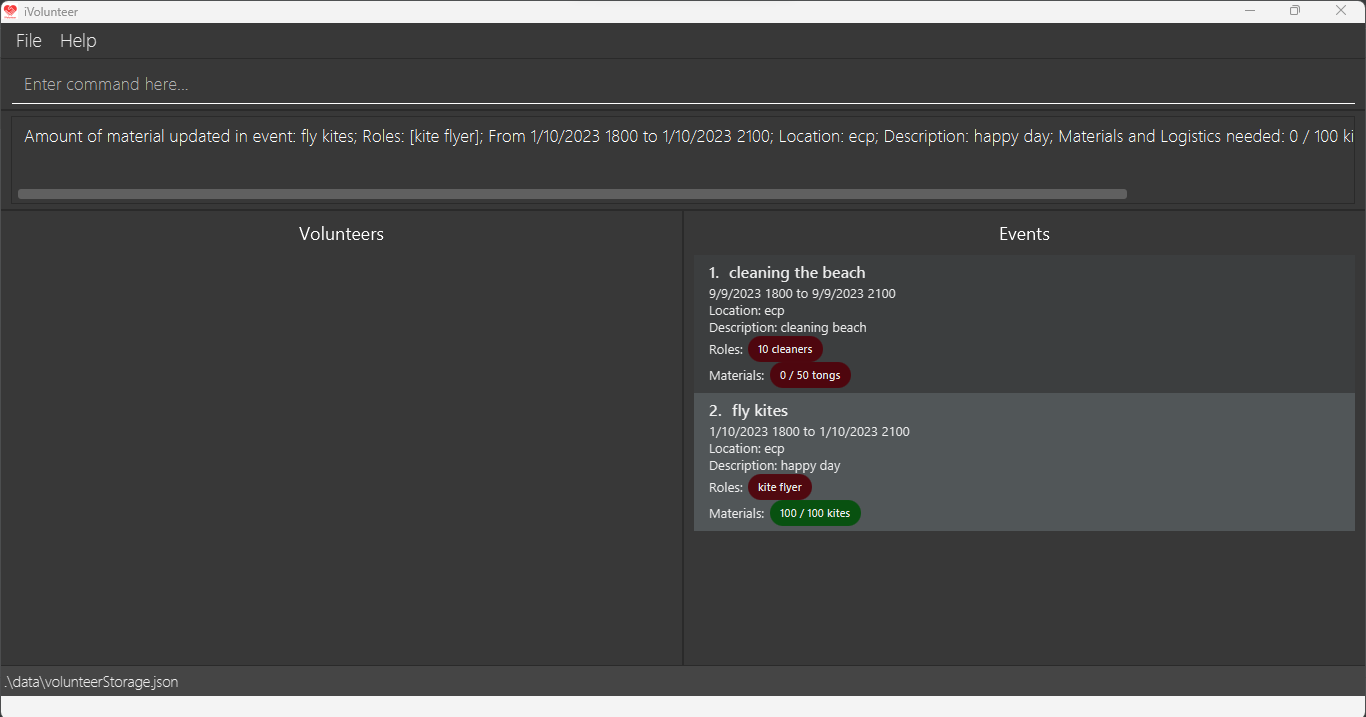 iVolunteer
File Help
Enter command here...
Amount of material updated in event: fly kites; Roles: [kite flyer]; From 1/10/2023 1800 to 1/10/2023 2100; Location: ecp; Description: happy day; Materials and Logistics needed: 0 / 100 ki
Volunteers
Events
1. cleaning the beach
9/9/2023 1800 to 9/9/2023 2100
Location: ecp
Description: cleaning beach
Roles: 10 cleaners
Materials: 0 / 50 tongs
2. fly kites
1/10/2023 1800 to 1/10/2023 2100
Location: ecp
Description: happy day
Roles: kite flyer
Materials: 100 / 100 kites
.\data\volunteerStorage.json